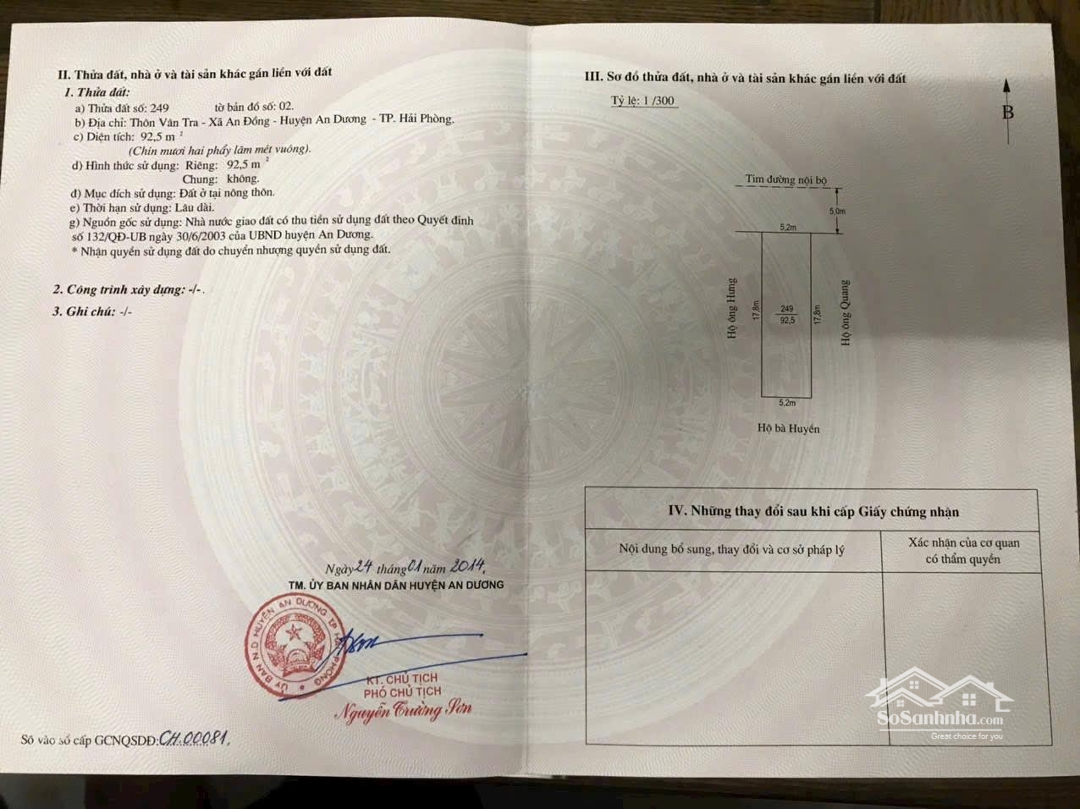 II. Thửa đất, nhà ở và tài sản khác gắn liền với đất
1. Thửa đất:
a) Thửa đất số: 249 tờ bản đồ số: 02.
b) Địa chỉ: Thôn Vân Tra - Xã An Đồng - Huyện An Dương - TP. Hải Phòng.
c) Diện tích: 92,5 m ²
(Chín mươi hai phẩy lăm mét vuông).
d) Hình thức sử dụng: Riêng: 92,5 m ²
Chung: không.
đ) Mục đích sử dụng: Đất ở tại nông thôn.
e) Thời hạn sử dụng: Lâu dài.
g) Nguồn gốc sử dụng: Nhà nước giao đất có thu tiền sử dụng đất theo Quyết định
số 132/QĐ-UB ngày 30/6/2003 của UBND huyện An Dương.
* Nhận quyền sử dụng đất do chuyển nhượng quyền sử dụng đất.
2. Công trình xây dựng: -/-.
3. Ghi chú: -/-
Ngày 24 tháng 01 năm 2014.
TM. ỦY BAN NHÂN DÂN HUYỆN AN DƯƠNG
ỦY BAN N.D HUYỆN AN DƯƠNG TP HẢI PHÒNG
KT. CHỦ TỊCH
PHÓ CHỦ TỊCH
Nguyễn Trường Sơn
Số vào sổ cấp GCNQSDĐ: CH.00081.
III. Sơ đồ thửa đất, nhà ở và tài sản khác gắn liền với đất
Tỷ lệ: 1 /300
B
Tim đường nội bộ
5,0m
5,2m
Hộ ông Hưng
17,8m
249
92,5
17,8m
Hộ ông Quang
5,2m
Hộ bà Huyền
IV. Những thay đổi sau khi cấp Giấy chứng nhận
Nội dung bổ sung, thay đổi và cơ sở pháp lý
Xác nhận của cơ quan
có thẩm quyền
SoSanhnha.com
Great choice for you